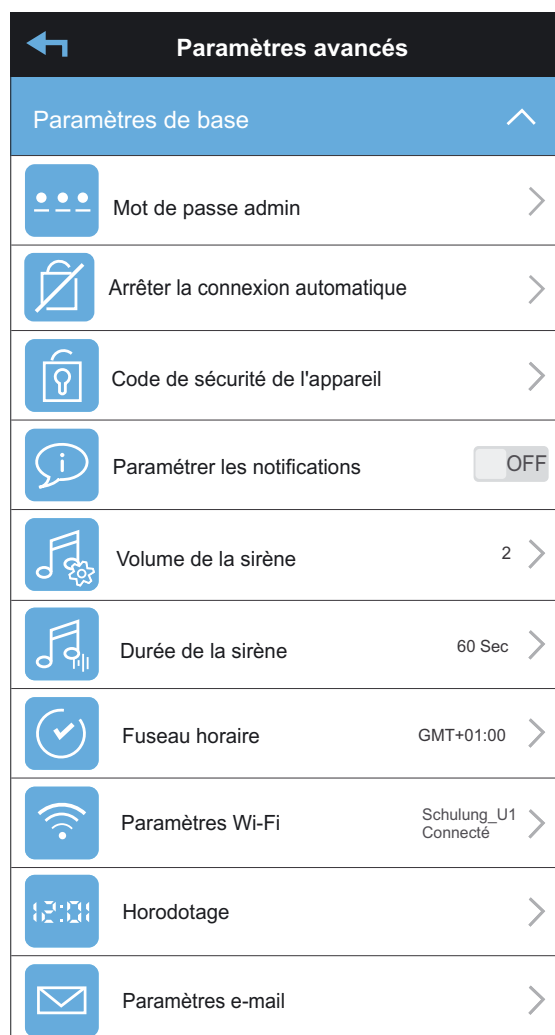 Paramètres avancés
Paramètres de base
Mot de passe admin
Arrêter la connexion automatique
Code de sécurité de l'appareil
Paramétrer les notifications OFF
Volume de la sirène 2
Durée de la sirène 60 Sec
Fuseau horaire GMT+01:00
Paramètres Wi-Fi Schulung_U1
Connecté
12:01 Horodotage
Paramètres e-mail